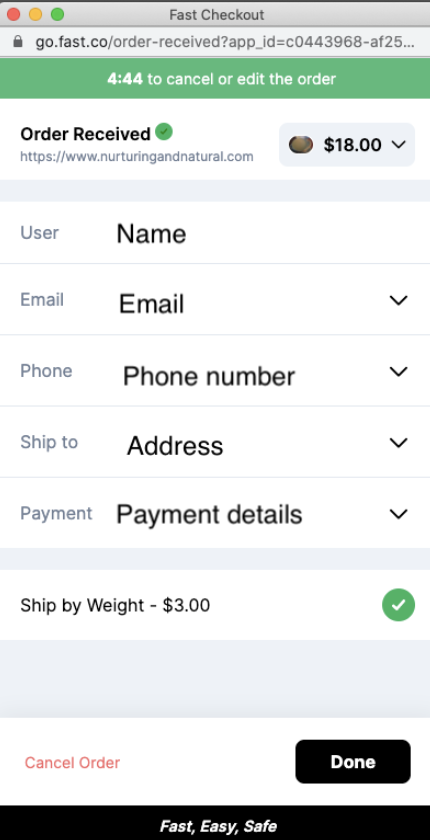 Fast Checkout
go.fast.co/order-received?app_id=c0443968-af25...
4:44 to cancel or edit the order
Order Received
$18.00
https://www.nurturingandnatural.com
User Name
Email Email
Phone Phone number
Ship to Address
Payment Payment details
Ship by Weight - $3.00
Cancel Order Done
Fast, Easy, Safe